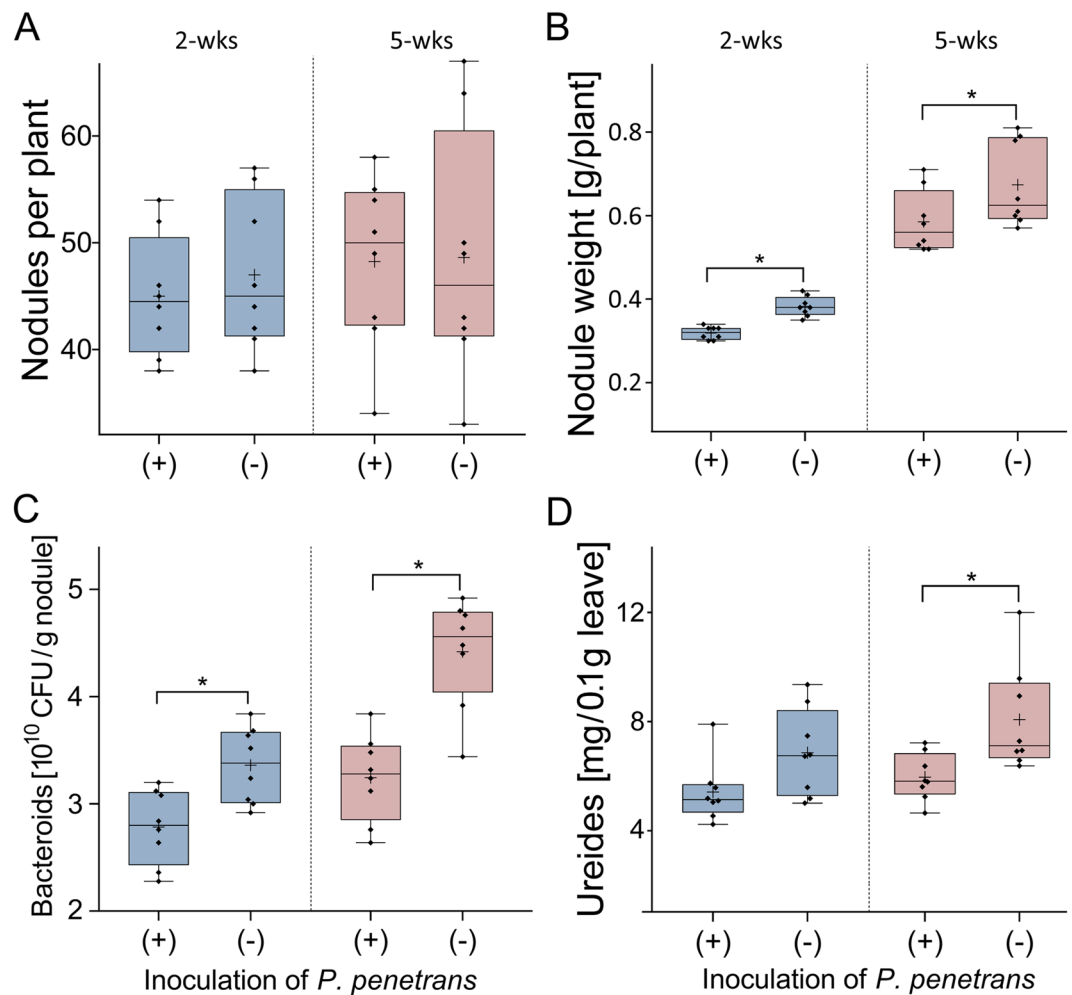 A
2-wks 5-wks
Nodules per plant
60
50
40
(+) (-) (+) (-)
B
2-wks 5-wks
Nodule weight [g/plant]
0.8
0.6
0.4
0.2
* *
(+) (-) (+) (-)
C
Bacteroids [10¹⁰ CFU/g nodule]
5
4
3
2
* *
(+) (-) (+) (-)
Inoculation of P. penetrans
D
Ureides [mg/0.1g leave]
12
8
4
*
(+) (-) (+) (-)
Inoculation of P. penetrans